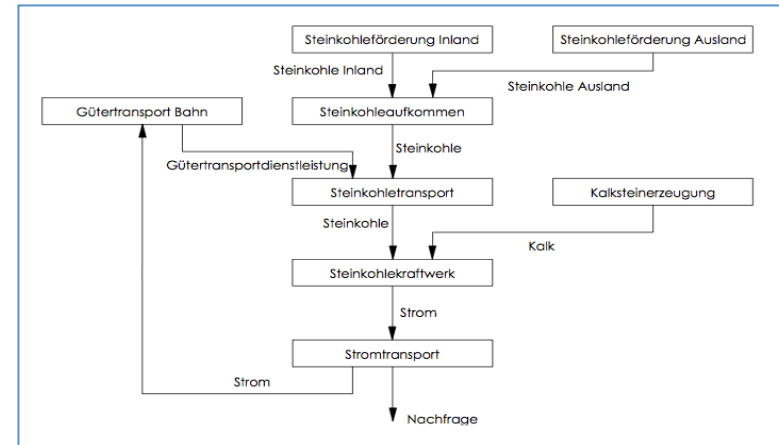 Steinkohleförderung Inland
Steinkohleförderung Ausland
Steinkohle Inland
Steinkohle Ausland
Gütertransport Bahn
Steinkohleaufkommen
Steinkohle
Gütertransportdienstleistung
Steinkohletransport
Kalksteinerzeugung
Steinkohle
Kalk
Steinkohlekraftwerk
Strom
Stromtransport
Strom
Nachfrage